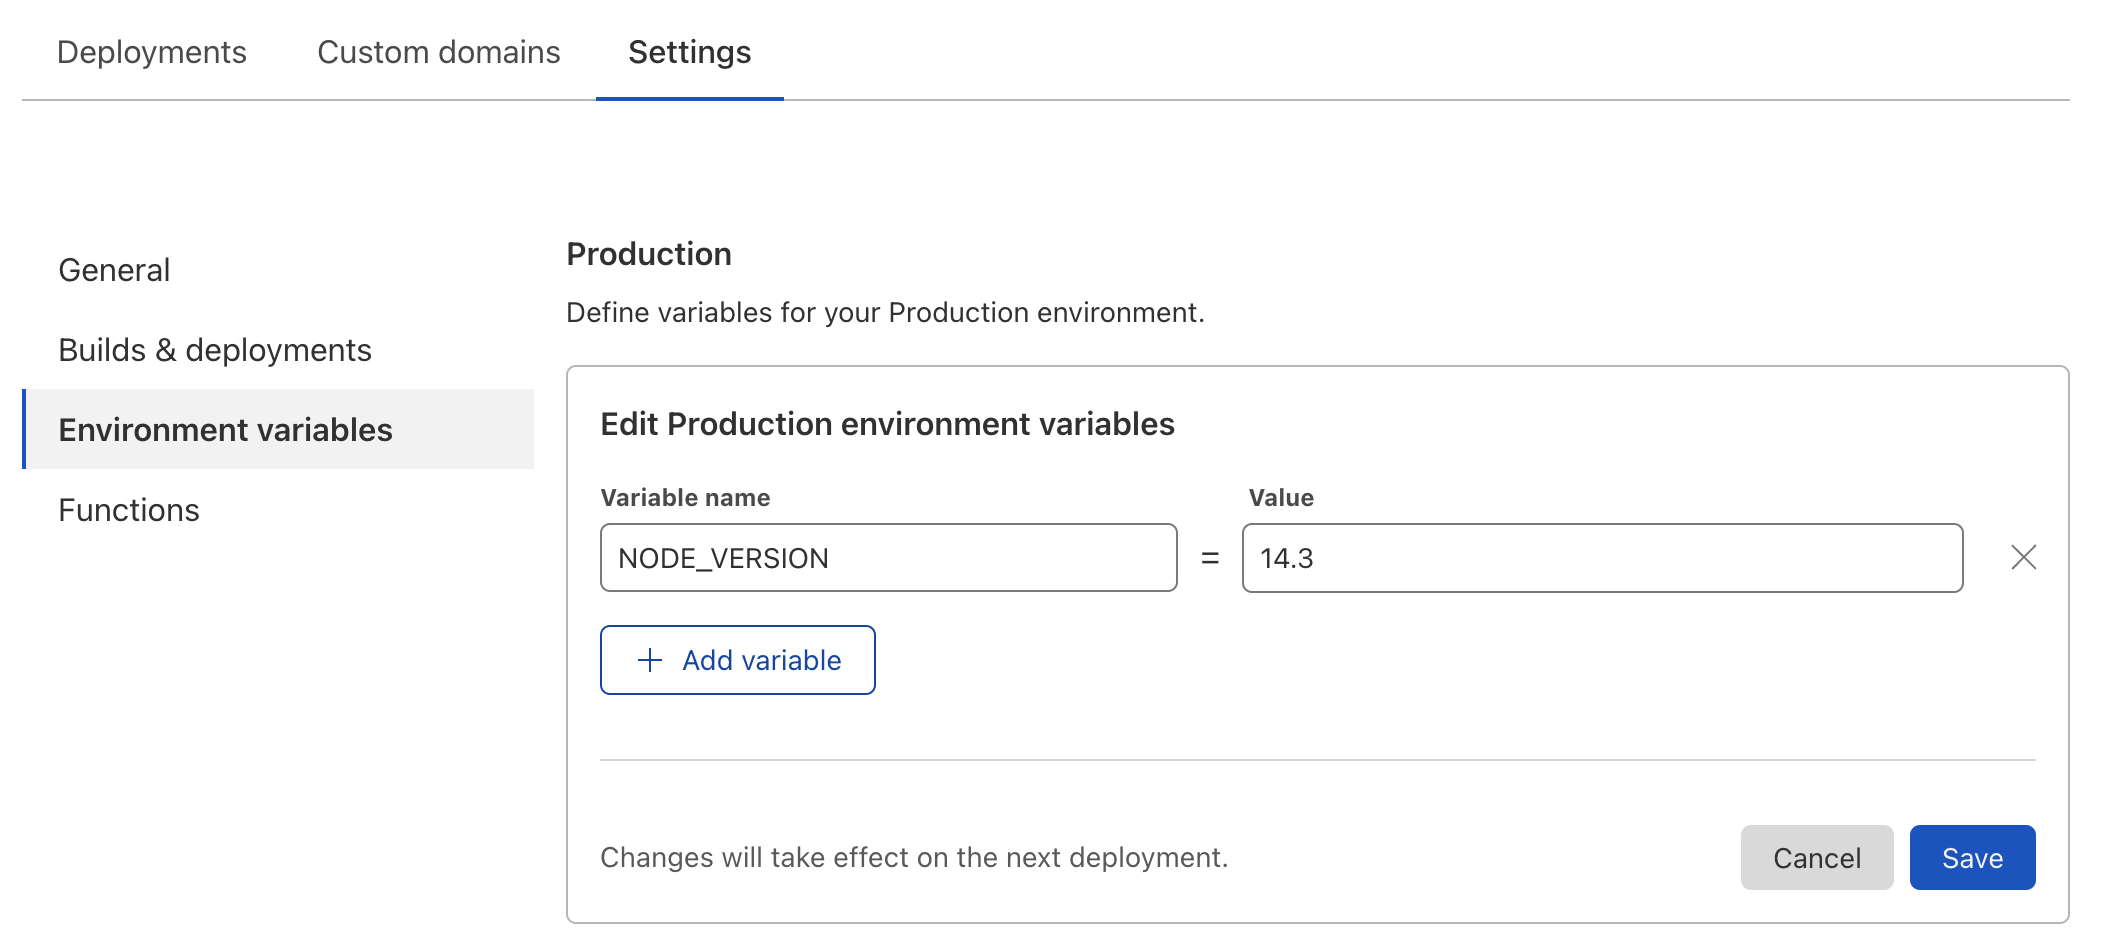 Deployments Custom domains Settings
General
Builds & deployments
Environment variables
Functions
Production
Define variables for your Production environment.
Edit Production environment variables
Variable name Value
NODE_VERSION = 14.3
+ Add variable
Changes will take effect on the next deployment.
Cancel Save